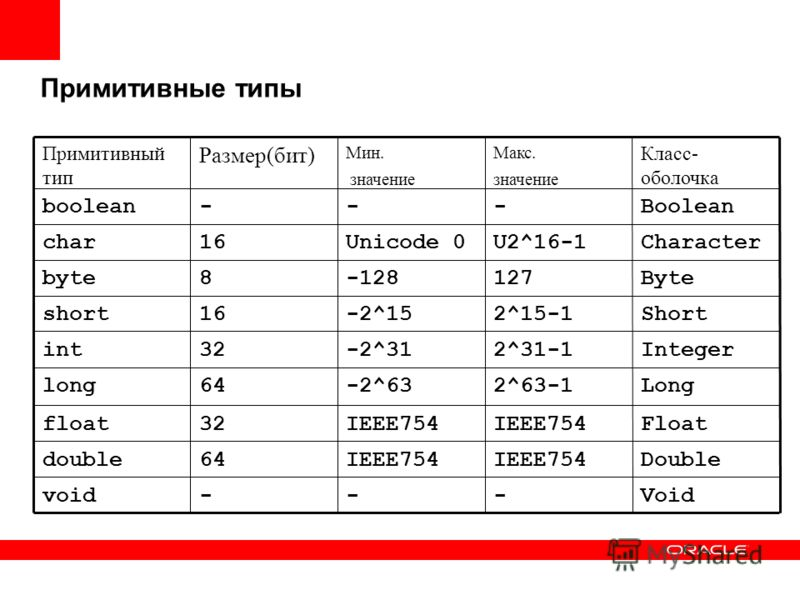 Примитивные типы
Примитивный тип Размер(бит) Мин. значение Макс. значение Класс-оболочка
boolean - - - Boolean
char 16 Unicode 0 U2^16-1 Character
byte 8 -128 127 Byte
short 16 -2^15 2^15-1 Short
int 32 -2^31 2^31-1 Integer
long 64 -2^63 2^63-1 Long
float 32 IEEE754 IEEE754 Float
double 64 IEEE754 IEEE754 Double
void - - - Void
ORACLE
MyShared